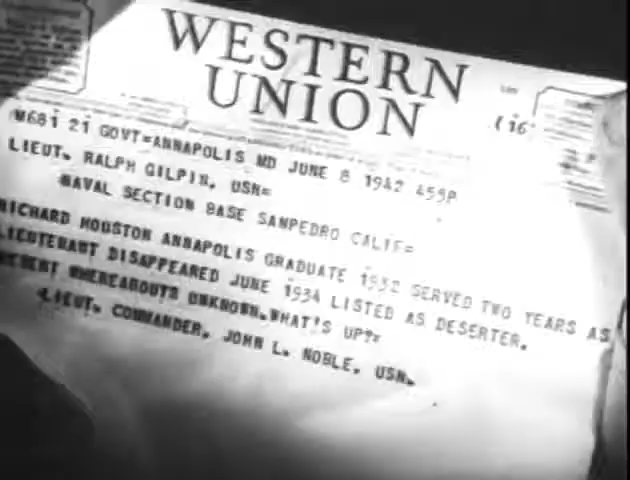 WESTERN
UNION
M681 21 GOVT=ANNAPOLIS MD JUNE 8 1942 455P
LIEUT. RALPH GILPIN, USN=
NAVAL SECTION BASE SANPEDRO CALIF=
RICHARD HOUSTON ANNAPOLIS GRADUATE 1932 SERVED TWO YEARS AS
LIEUTENANT DISAPPEARED JUNE 1934 LISTED AS DESERTER.
PRESENT WHEREABOUTS UNKNOWN.WHAT'S UP?=
LIEUT. COMMANDER, JOHN L. NOBLE, USN.